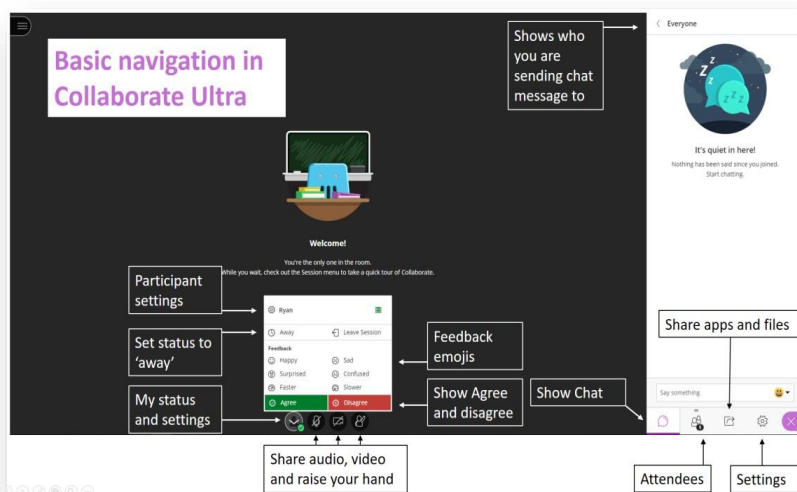 Basic navigation in
Collaborate Ultra
Shows who
you are
sending chat
message to
Everyone
It's quiet in here!
Nothing has been said since you joined.
Start chatting.
Welcome!
You're the only one in the room.
While you wait, check out the Session menu to take a quick tour of Collaborate.
Participant
settings
Ryan
Set status to
‘away’
Away
Leave Session
Feedback
Happy
Sad
Surprised
Confused
Faster
Slower
Agree
Disagree
Feedback
emojis
My status
and settings
Show Agree
and disagree
Show Chat
Share apps and files
Say something
Share audio, video
and raise your hand
Attendees
Settings